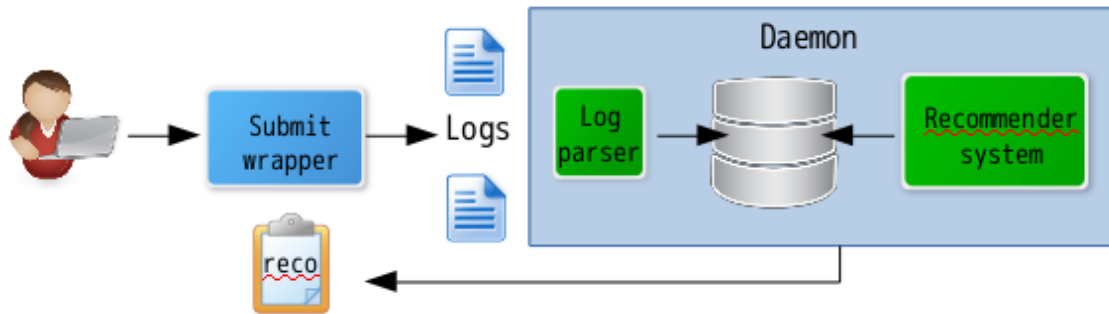 Daemon
Submit
wrapper
Logs
Log
parser
Recommender
system
reco